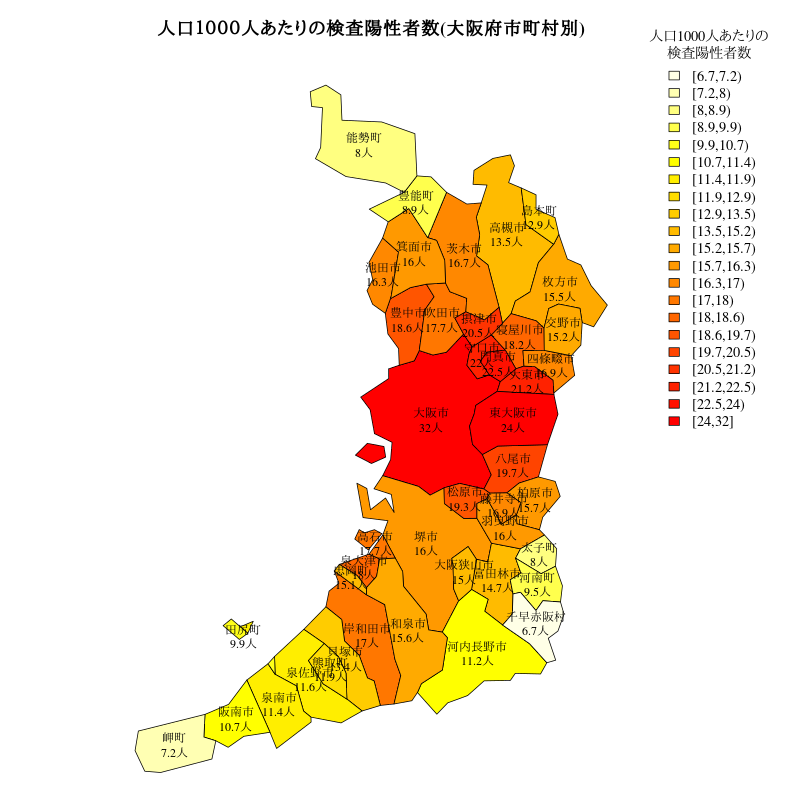 人口1000人あたりの検査陽性者数(大阪府市町村別)
人口1000人あたりの
検査陽性者数
[6.7,7.2)
[7.2,8)
[8,8.9)
[8.9,9.9)
[9.9,10.7)
[10.7,11.4)
[11.4,11.9)
[11.9,12.9)
[12.9,13.5)
[13.5,15.2)
[15.2,15.7)
[15.7,16.3)
[16.3,17)
[17,18)
[18,18.6)
[18.6,19.7)
[19.7,20.5)
[20.5,21.2)
[21.2,22.5)
[22.5,24)
[24,32]
能勢町
8人
豊能町
8.9人
島本町
12.9人
高槻市
13.5人
箕面市
16人
茨木市
16.7人
池田市
16.3人
枚方市
15.5人
豊中市
18.6人
吹田市
17.7人
摂津市
20.5人
寝屋川市
18.2人
交野市
15.2人
守口市
22人
門真市
22.5人
四條畷市
16.9人
大東市
21.2人
大阪市
32人
東大阪市
24人
八尾市
19.7人
松原市
19.3人
藤井寺市
16.9人
柏原市
15.7人
羽曳野市
16人
高石市
17.7人
堺市
16人
泉大津市
18人
忠岡町
15.1人
大阪狭山市
15人
富田林市
14.7人
太子町
8人
河南町
9.5人
千早赤阪村
6.7人
田尻町
9.9人
岸和田市
17人
和泉市
15.6人
河内長野市
11.2人
貝塚市
13.4人
熊取町
11.9人
泉佐野市
11.6人
泉南市
11.4人
阪南市
10.7人
岬町
7.2人